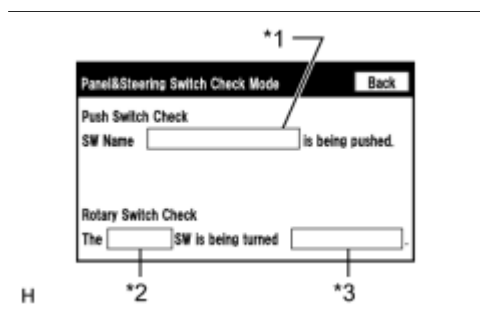 *1
Panel&Steering Switch Check Mode Back
Push Switch Check
SW Name is being pushed.
Rotary Switch Check
The SW is being turned .
H *2 *3